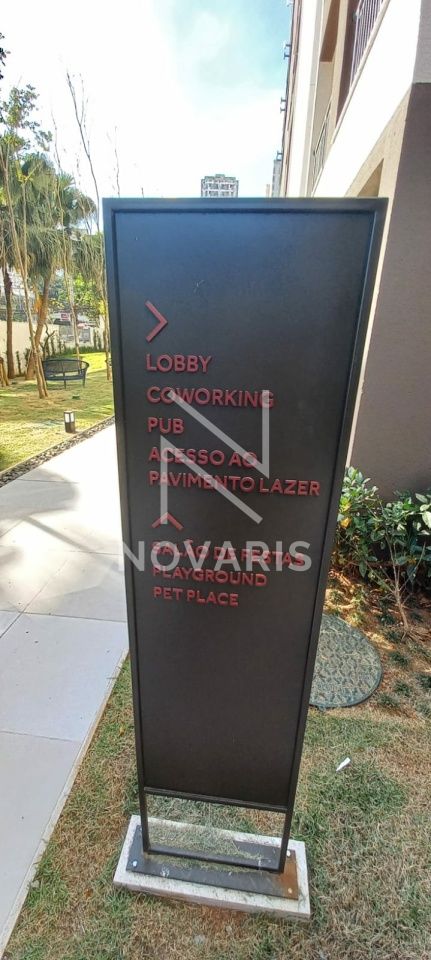 LOBBY
COWORKING
PUB
ACESSO AO
PAVIMENTO LAZER
SALÃO DE FESTAS
NOVARIS
PLAYGROUND
PET PLACE